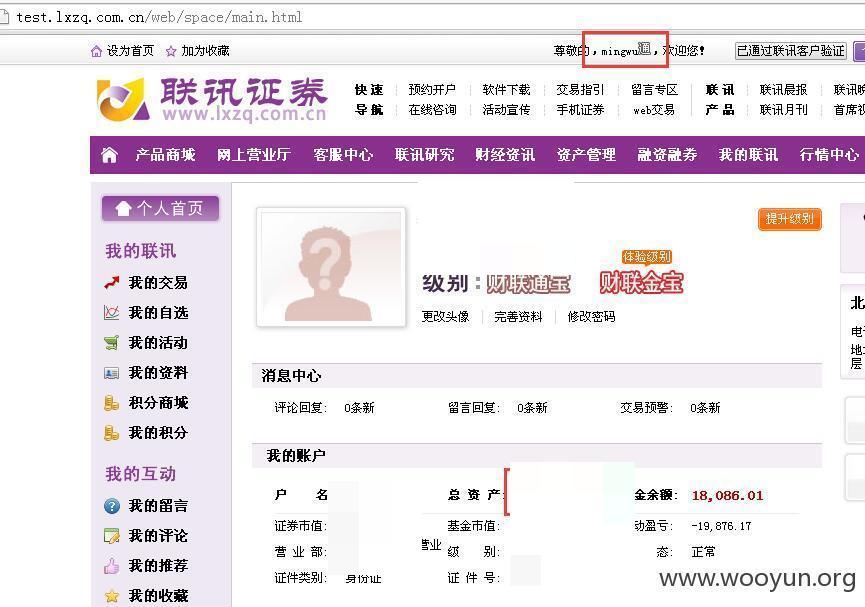 test.lxzq.com.cn/web/space/main.html
设为首页 加为收藏 尊敬的，mingwu，欢迎您! 已通过联讯客户验证
联讯证券
www.lxzq.com.cn
快速 预约开户 软件下载 交易指引 留言专区 联讯 联讯晨报 联讯
导航 在线咨询 活动宣传 手机证券 web交易 产品 联讯月刊 首席
产品商城 网上营业厅 客服中心 联讯研究 财经资讯 资产管理 融资融券 我的联讯 行情中心
个人首页
提升级别
我的联讯
我的交易
我的自选
我的活动
我的资料
积分商城
我的积分
我的互动
我的留言
我的评论
我的推荐
我的收藏
体验级别
级别：财联通宝 财联金宝
更改头像 完善资料 修改密码
消息中心
评论回复: 0条新 留言回复: 0条新 交易预警: 0条新
我的账户
户 名 总 资 产: 金余额: 18,086.01
证券市值: 基金市值: 动盈亏: -19,876.17
营 业 部: 营业 级 别: 态: 正常
证件类别: 身份证 证 件 号:
北
电
地
层
www.wooyun.org